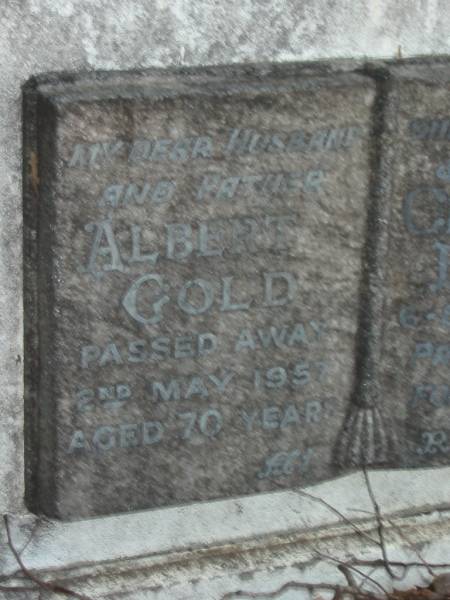 MY DEAR HUSBAND
AND FATHER
ALBERT
GOLD
PASSED AWAY
2ND MAY 1957
AGED 70 YEARS